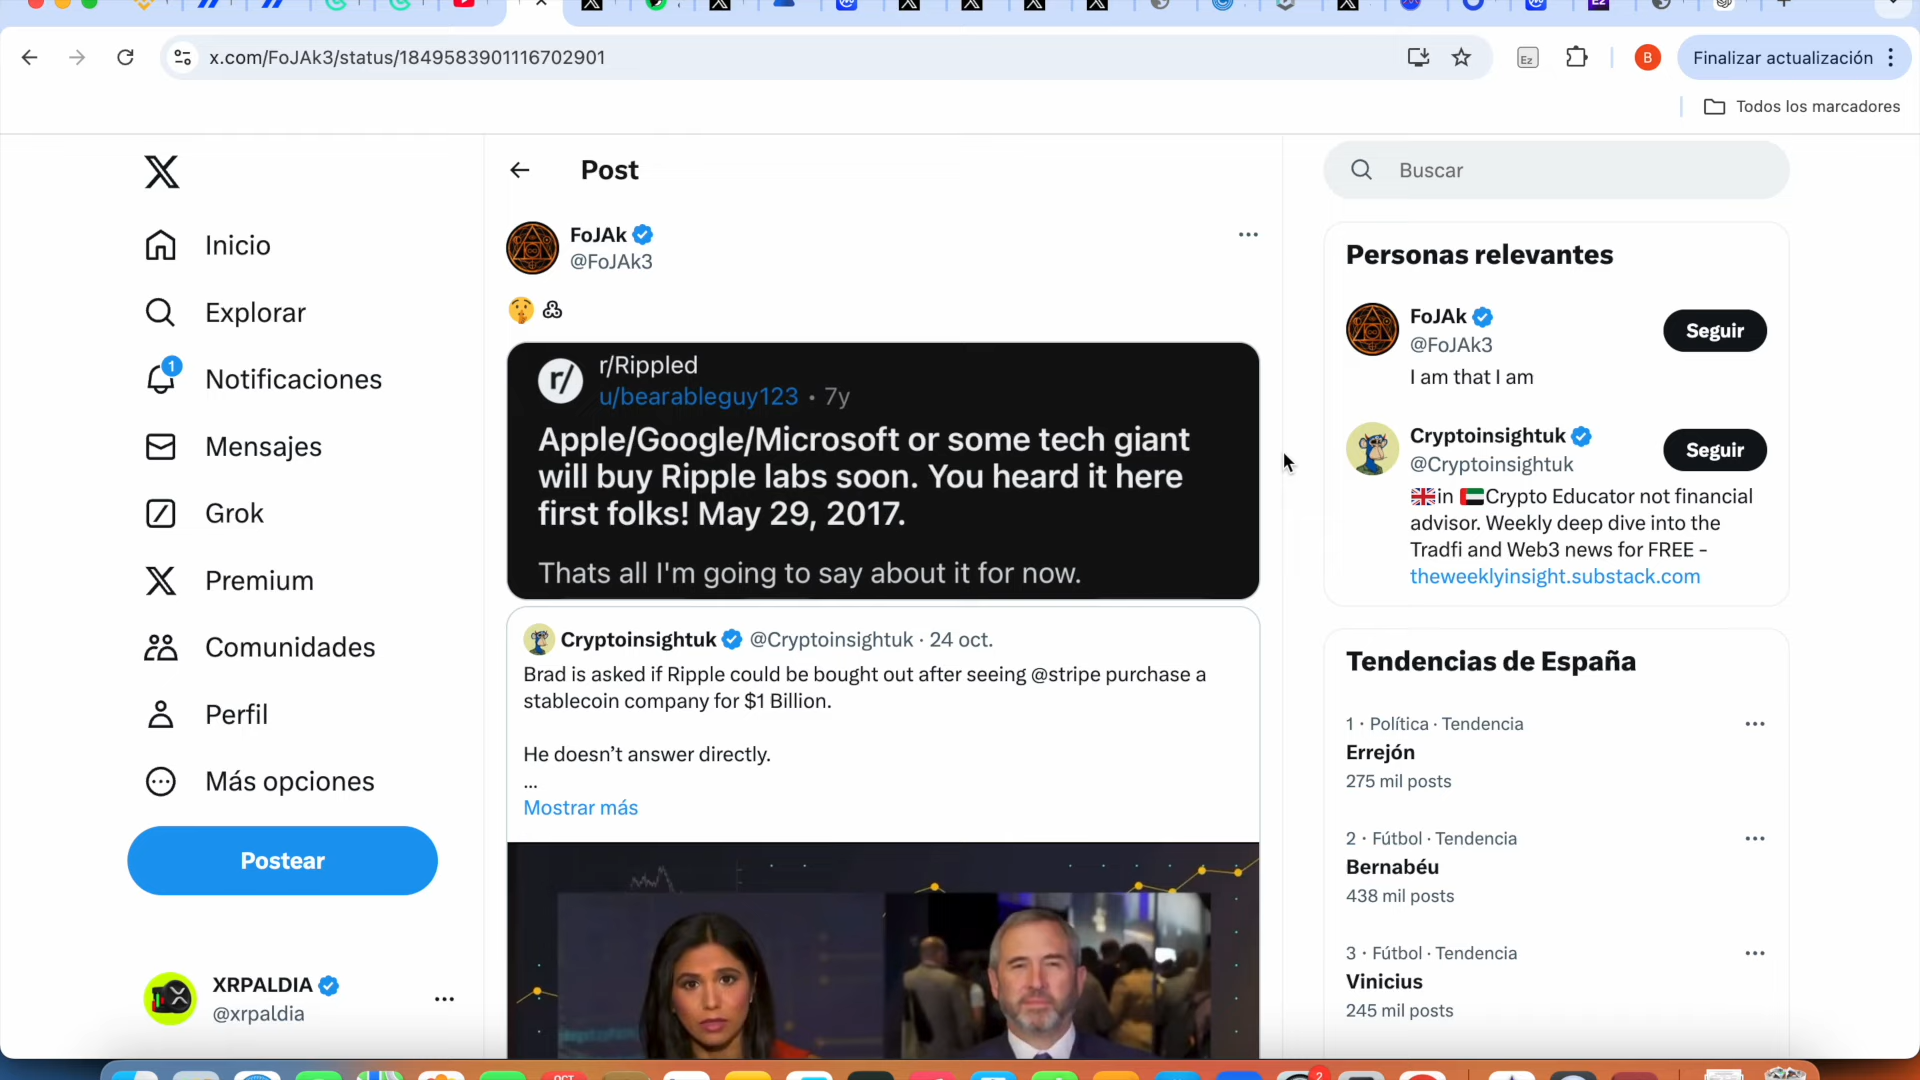 x.com/FoJAk3/status/1849583901116702901
Ez
B
Finalizar actualización
Todos los marcadores
Post
Buscar
FoJAk
@FoJAk3
Inicio
Explorar
1
Notificaciones
Mensajes
Grok
Premium
Comunidades
Perfil
Más opciones
Postear
XRPALDIA
@xrpaldia
r/
r/Rippled
u/bearableguy123 • 7y
Apple/Google/Microsoft or some tech giant
will buy Ripple labs soon. You heard it here
first folks! May 29, 2017.
Thats all I'm going to say about it for now.
Cryptoinsightuk @Cryptoinsightuk · 24 oct.
Brad is asked if Ripple could be bought out after seeing @stripe purchase a
stablecoin company for $1 Billion.
He doesn’t answer directly.
...
Mostrar más
Personas relevantes
FoJAk
@FoJAk3
Seguir
I am that I am
Cryptoinsightuk
@Cryptoinsightuk
Seguir
🇬🇧in 🇦🇪Crypto Educator not financial
advisor. Weekly deep dive into the
Tradfi and Web3 news for FREE -
theweeklyinsight.substack.com
Tendencias de España
1 · Política · Tendencia
Errejón
275 mil posts
2 · Fútbol · Tendencia
Bernabéu
438 mil posts
3 · Fútbol · Tendencia
Vinicius
245 mil posts
OCT
2